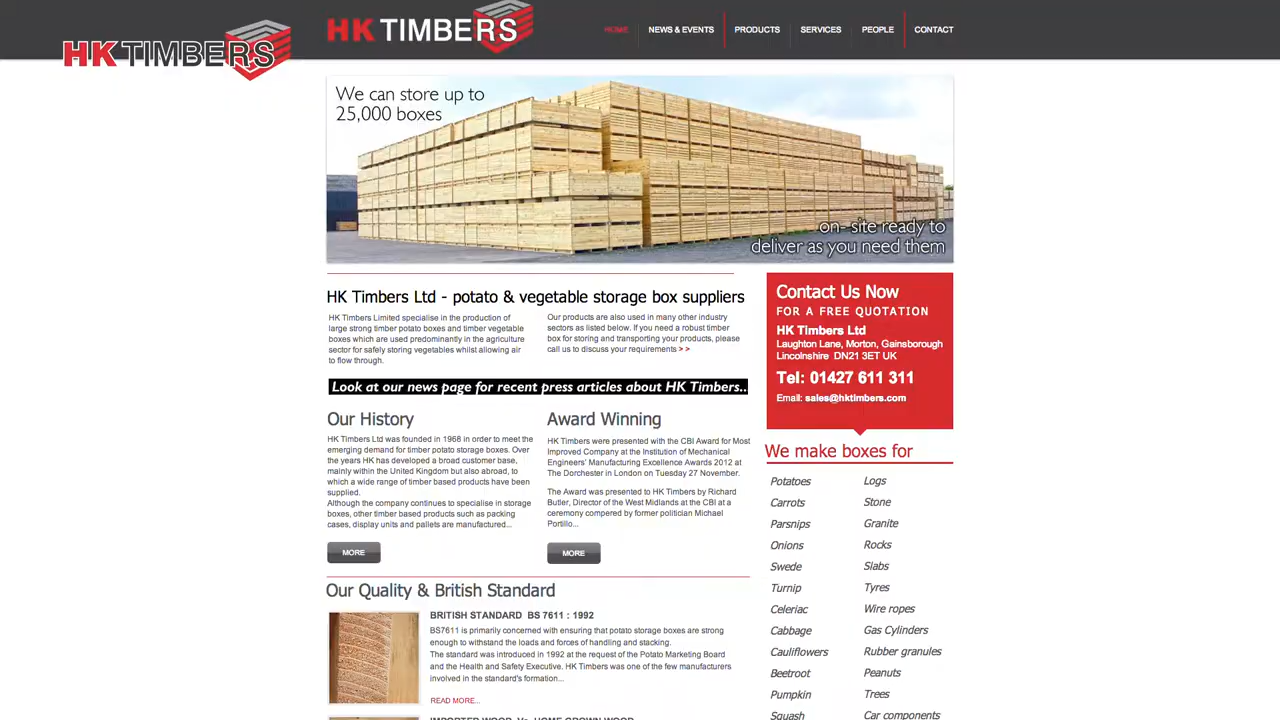 HK TIMBERS
HK TIMBERS
HOME
NEWS & EVENTS
PRODUCTS
SERVICES
PEOPLE
CONTACT
We can store up to
25,000 boxes
on- site ready to
deliver as you need them
HK Timbers Ltd - potato & vegetable storage box suppliers
HK Timbers Limited specialise in the production of
large strong timber potato boxes and timber vegetable
boxes which are used predominantly in the agriculture
sector for safely storing vegetables whilst allowing air
to flow through.
Our products are also used in many other industry
sectors as listed below. If you need a robust timber
box for storing and transporting your products, please
call us to discuss your requirements > >
Look at our news page for recent press articles about HK Timbers..
Our History
HK Timbers Ltd was founded in 1968 in order to meet the
emerging demand for timber potato storage boxes. Over
the years HK has developed a broad customer base,
mainly within the United Kingdom but also abroad, to
which a wide range of timber based products have been
supplied.
Although the company continues to specialise in storage
boxes, other timber based products such as packing
cases, display units and pallets are manufactured...
MORE
Award Winning
HK Timbers were presented with the CBI Award for Most
Improved Company at the Institution of Mechanical
Engineers' Manufacturing Excellence Awards 2012 at
The Dorchester in London on Tuesday 27 November.
The Award was presented to HK Timbers by Richard
Butler, Director of the West Midlands at the CBI at a
ceremony compered by former politician Michael
Portillo...
MORE
Our Quality & British Standard
BRITISH STANDARD BS 7611 : 1992
BS7611 is primarily concerned with ensuring that potato storage boxes are strong
enough to withstand the loads and forces of handling and stacking.
The standard was introduced in 1992 at the request of the Potato Marketing Board
and the Health and Safety Executive. HK Timbers was one of the few manufacturers
involved in the standard's formation...
READ MORE...
IMPORTED WOOD Vs HOME GROWN WOOD
Contact Us Now
FOR A FREE QUOTATION
HK Timbers Ltd
Laughton Lane, Morton, Gainsborough
Lincolnshire DN21 3ET UK
Tel: 01427 611 311
Email: sales@hktimbers.com
We make boxes for
Potatoes
Carrots
Parsnips
Onions
Swede
Turnip
Celeriac
Cabbage
Cauliflowers
Beetroot
Pumpkin
Squash
Logs
Stone
Granite
Rocks
Slabs
Tyres
Wire ropes
Gas Cylinders
Rubber granules
Peanuts
Trees
Car components